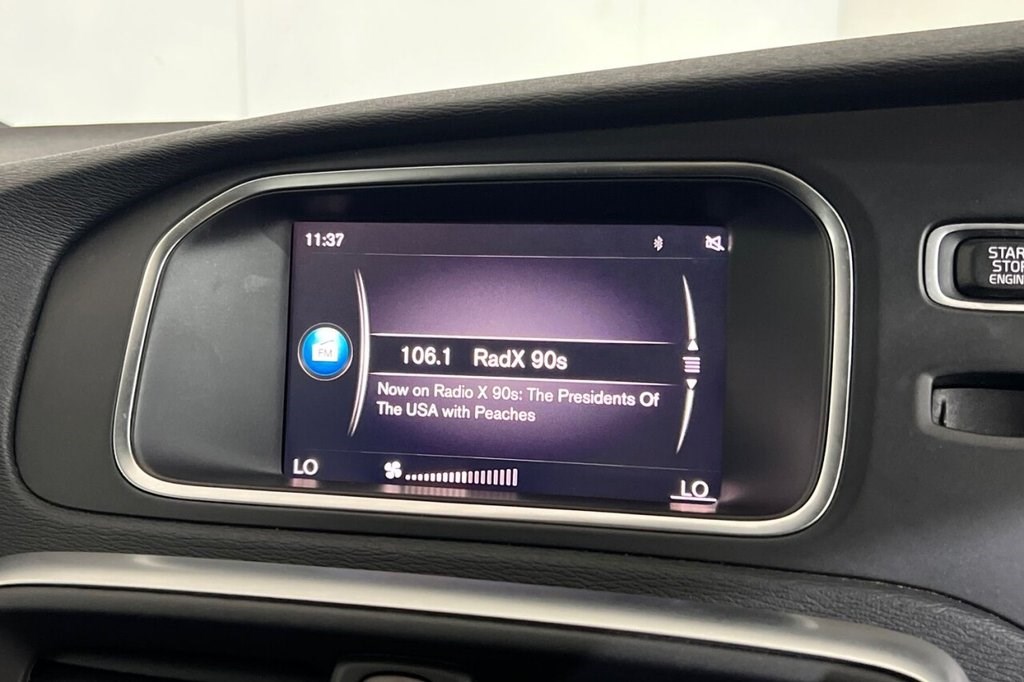 11:37
FM
106.1 RadX 90s
Now on Radio X 90s: The Presidents Of
The USA with Peaches
LO
LO
START
STOP
ENGIN